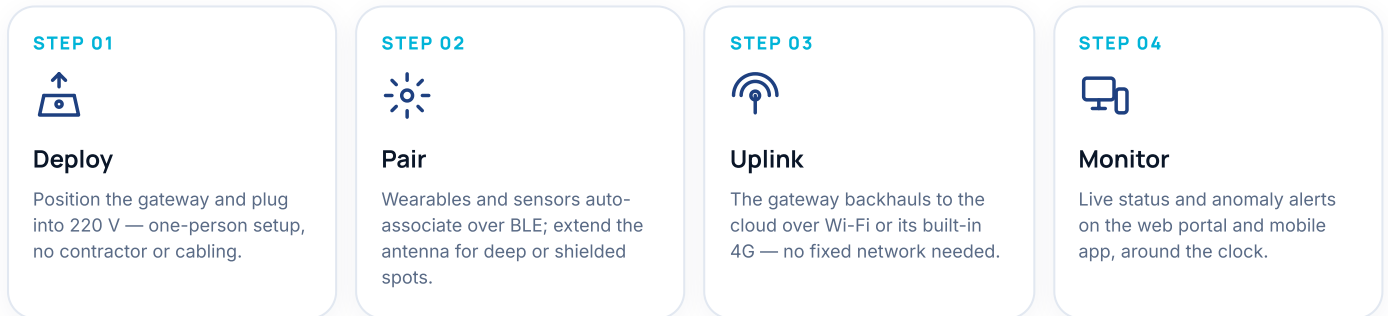 STEP 01
Deploy
Position the gateway and plug
into 220 V — one-person setup,
no contractor or cabling.
STEP 02
Pair
Wearables and sensors auto-
associate over BLE; extend the
antenna for deep or shielded
spots.
STEP 03
Uplink
The gateway backhauls to the
cloud over Wi-Fi or its built-in
4G — no fixed network needed.
STEP 04
Monitor
Live status and anomaly alerts
on the web portal and mobile
app, around the clock.